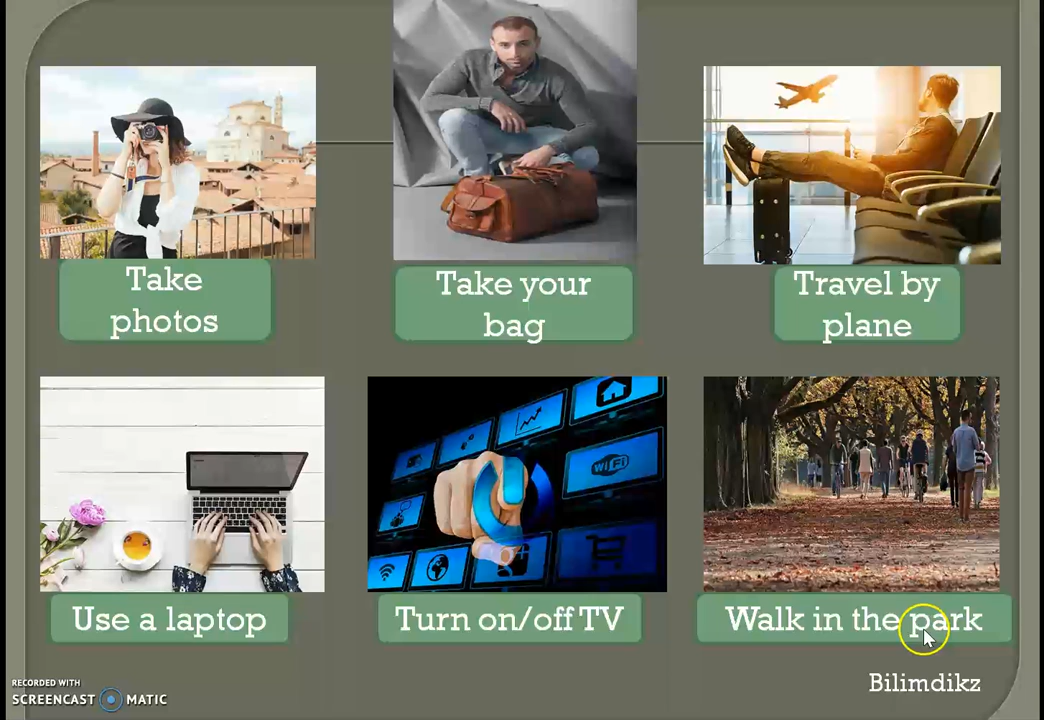 Take
photos
Take your
bag
Travel by
plane
WiFi
Use a laptop
Turn on/off TV
Walk in the park
Bilimdikz
RECORDED WITH
SCREENCAST MATIC